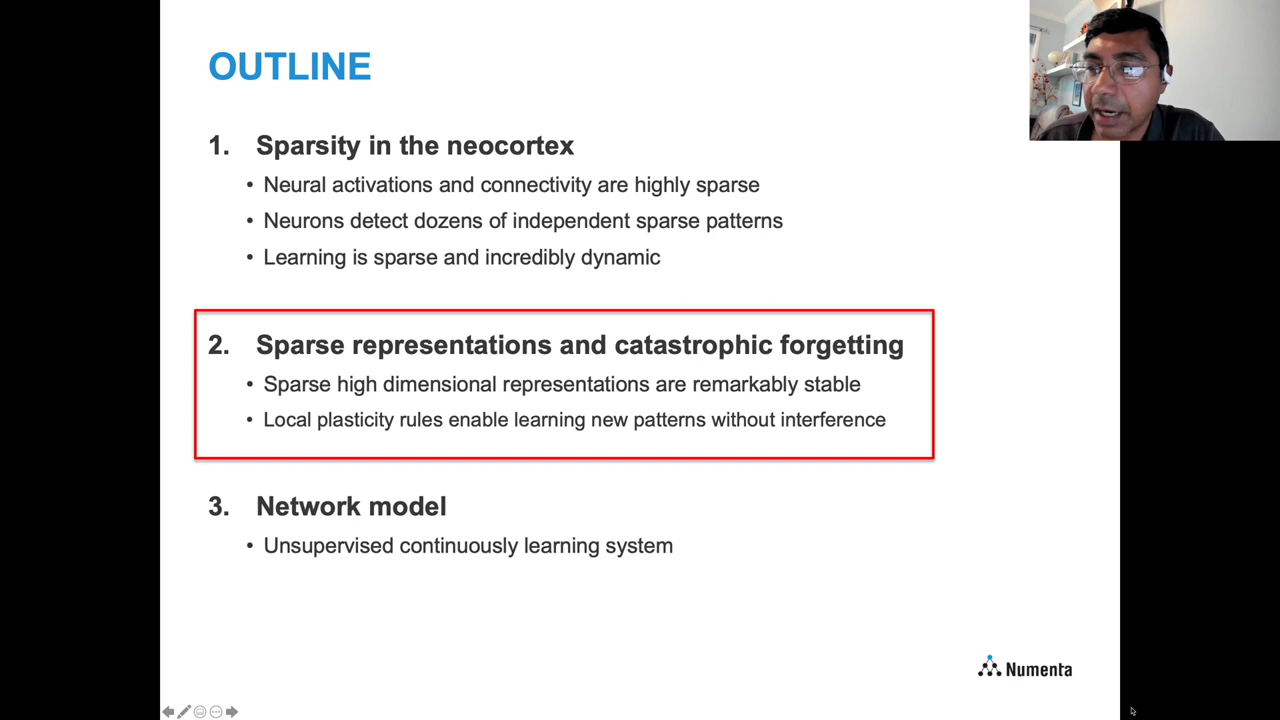 OUTLINE
1. Sparsity in the neocortex
• Neural activations and connectivity are highly sparse
• Neurons detect dozens of independent sparse patterns
• Learning is sparse and incredibly dynamic
2. Sparse representations and catastrophic forgetting
• Sparse high dimensional representations are remarkably stable
• Local plasticity rules enable learning new patterns without interference
3. Network model
• Unsupervised continuously learning system
Numenta